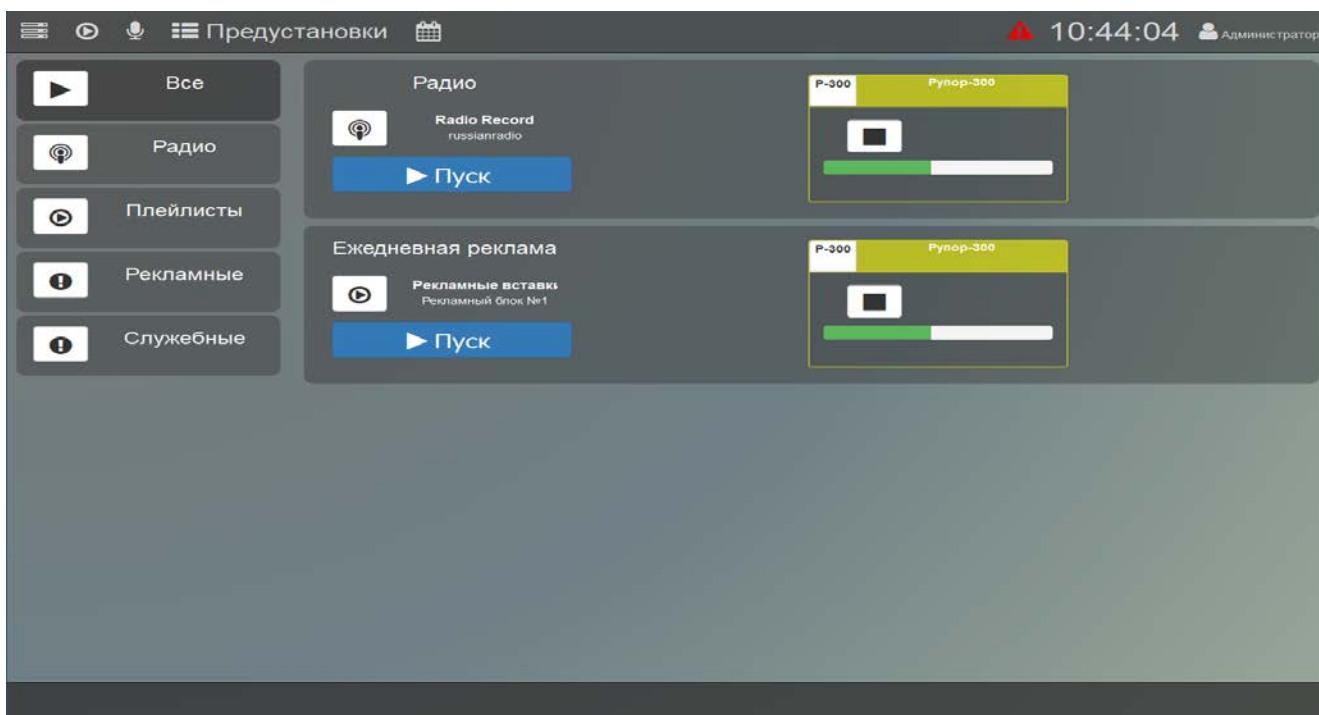 Предустановки
10:44:04 Администратор
Все
Радио
Плейлисты
Рекламные
Служебные
Радио
Radio Record
russianradio
Пуск
P-300 Рупор-300
Ежедневная реклама
Рекламные вставки
Рекламный блок №1
Пуск
P-300 Рупор-300